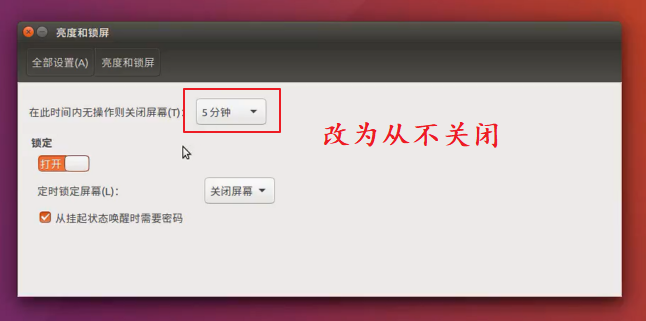 亮度和锁屏
全部设置(A) 亮度和锁屏
在此时间内无操作则关闭屏幕(T): 5 分钟
改为从不关闭
锁定
打开
定时锁定屏幕(L): 关闭屏幕
从挂起状态唤醒时需要密码